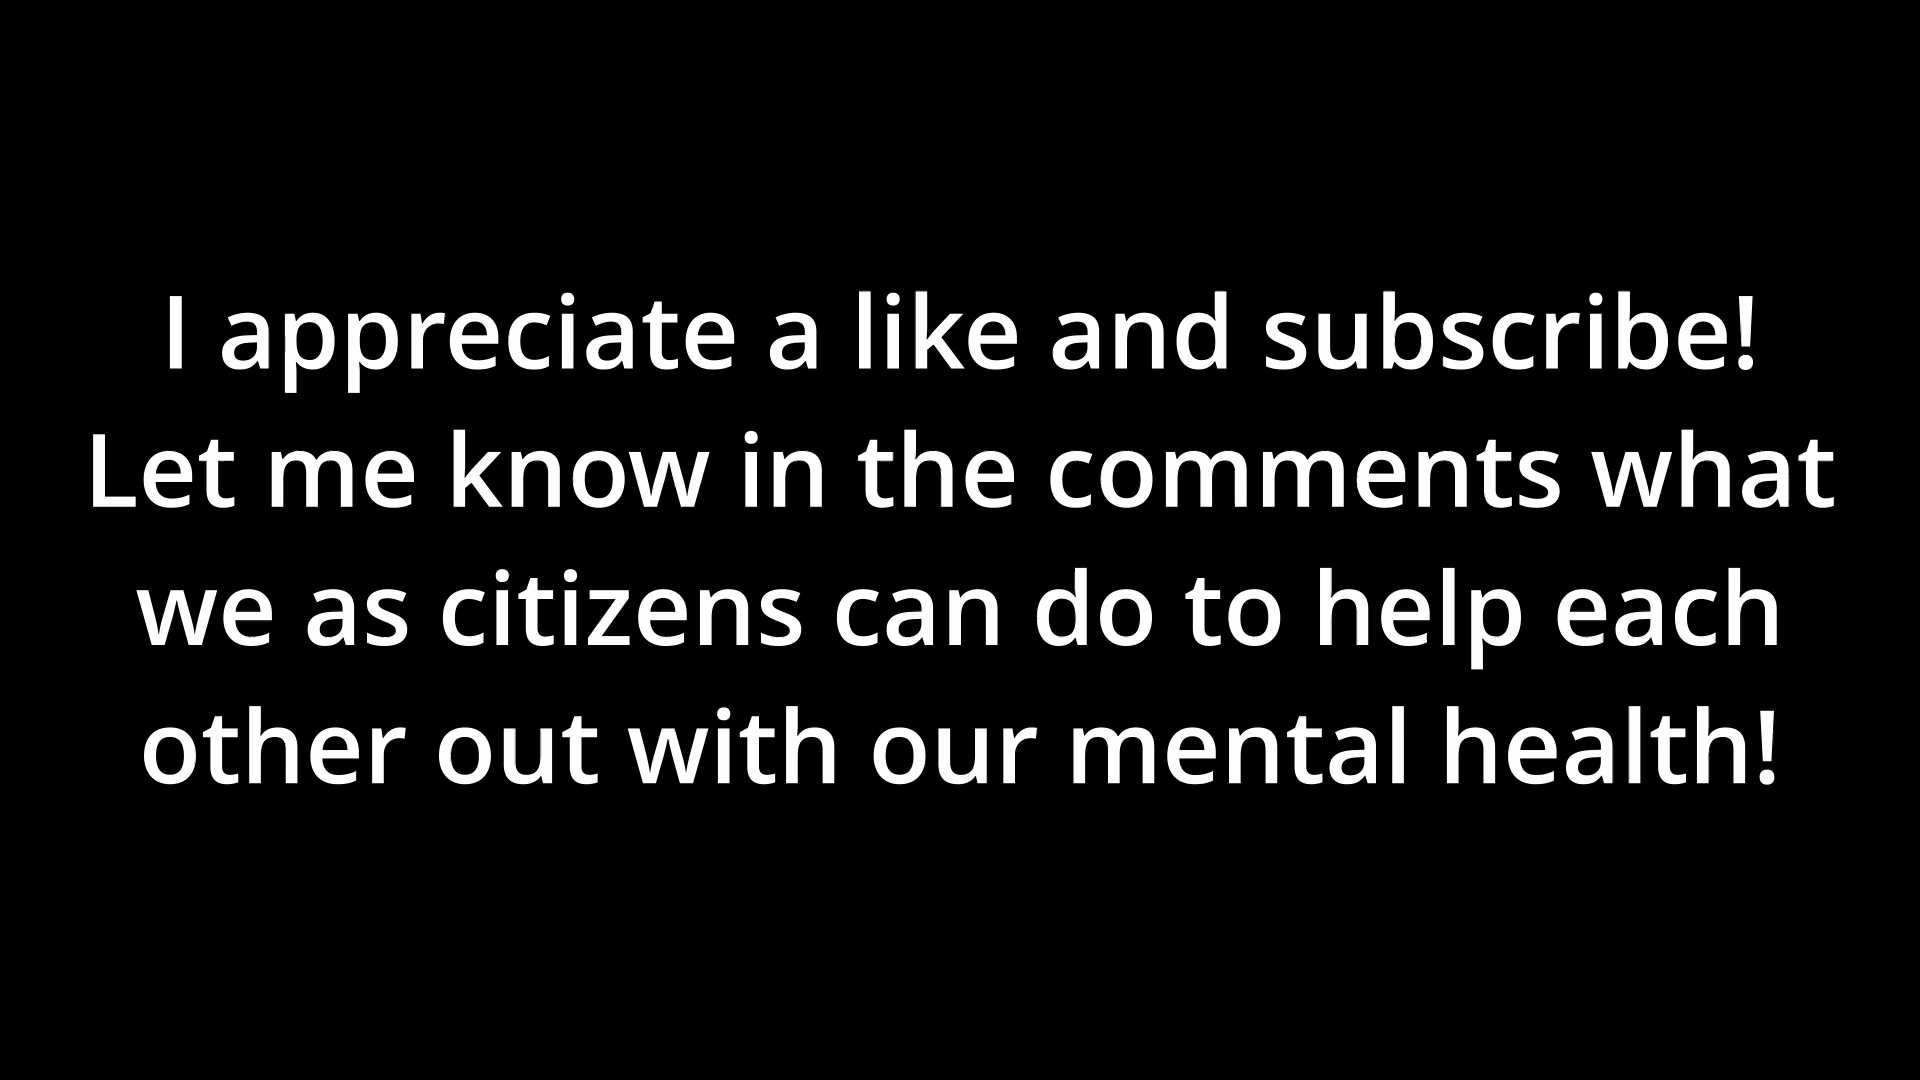 I appreciate a like and subscribe!
Let me know in the comments what
we as citizens can do to help each
other out with our mental health!